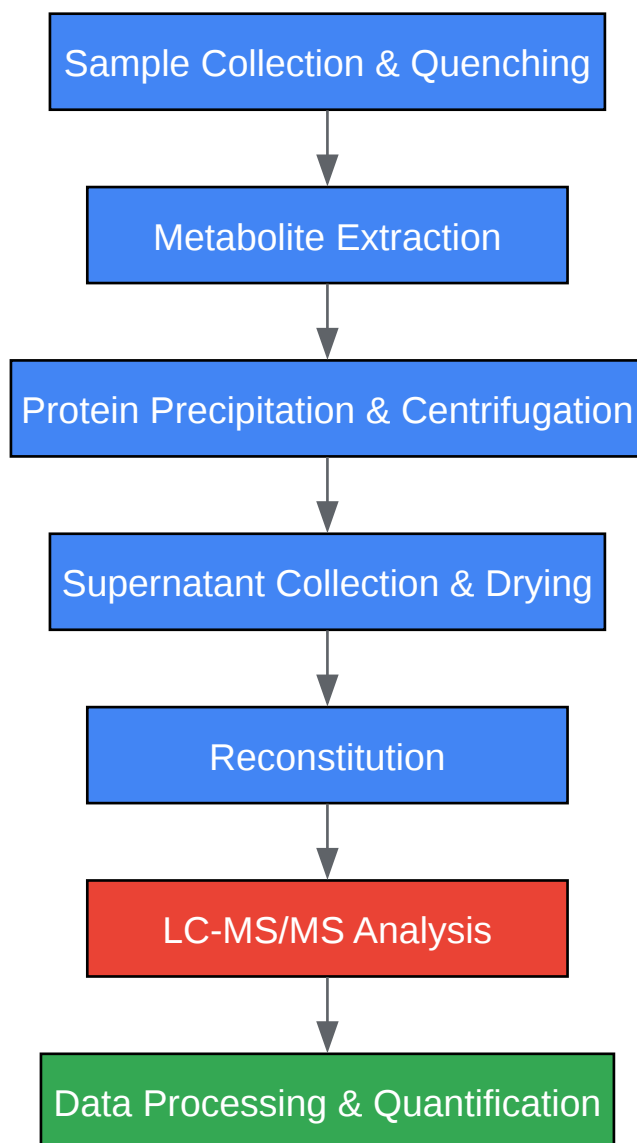 Sample Collection & Quenching
Metabolite Extraction
Protein Precipitation & Centrifugation
Supernatant Collection & Drying
Reconstitution
LC-MS/MS Analysis
Data Processing & Quantification